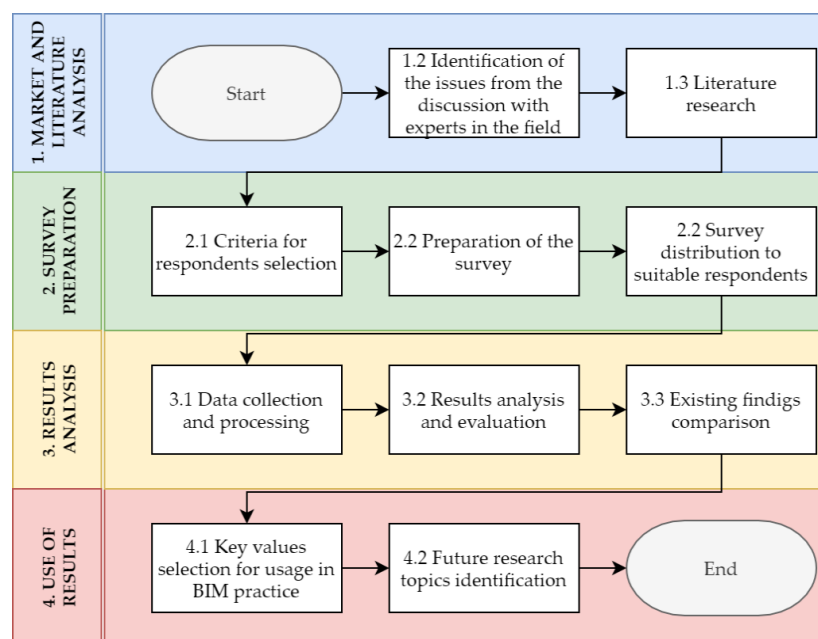 1. MARKET AND
LITERATURE
ANALYSIS
Start
1.2 Identification of
the issues from the
discussion with
experts in the field
1.3 Literature
research
2. SURVEY
PREPARATION
2.1 Criteria for
respondents selection
2.2 Preparation of the
survey
2.2 Survey
distribution to
suitable respondents
3. RESULTS
ANALYSIS
3.1 Data collection
and processing
3.2 Results analysis
and evaluation
3.3 Existing findigs
comparison
4. USE OF
RESULTS
4.1 Key values
selection for usage in
BIM practice
4.2 Future research
topics identification
End